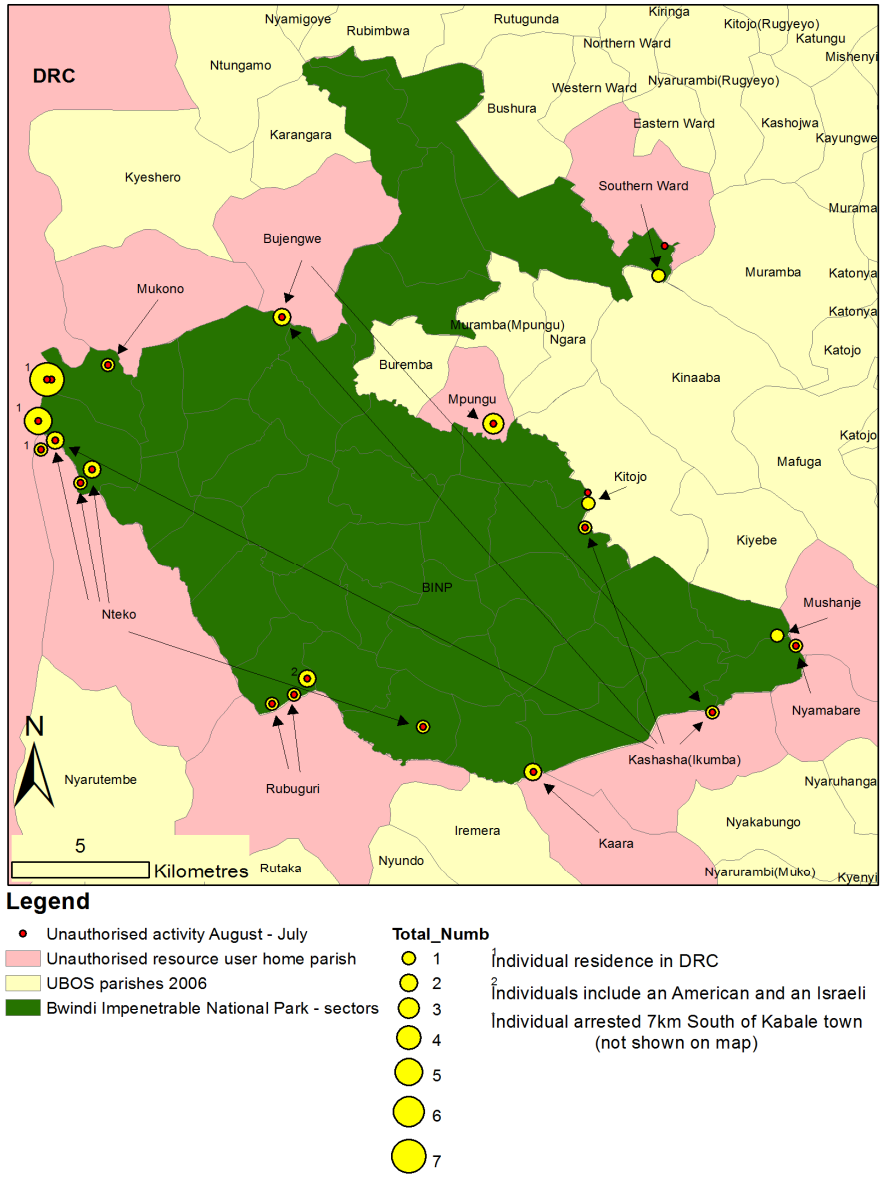 Nyamigoye
Rutugunda
Kiringa
Kitojo(Rugyeyo)
Rubimbwa
Northern Ward
Katungu
Mishenyi
Ntungamo
DRC
Western Ward
Nyarurambi(Rugyeyo)
Bushura
Eastern Ward
Kashojwa
Karangara
Kayungwe
Kyeshero
Southern Ward
Murama
Bujengwe
Muramba
Katonya
Mukono
Katonya
Muramba(Mpungu)
Ngara
Katojo
Buremba
1
Kinaaba
Mpungu
1
Katojo
1
Mafuga
Kitojo
Kiyebe
BINP
Mushanje
Nteko
2
Nyamabare
N
Kashasha(Ikumba)
Nyarutembe
Nyaruhanga
Rubuguri
Nyakabungo
Iremera
5
Kaara
Nyundo
Kilometres
Rutaka
Nyarurambi(Muko)
Kyenyi
Legend
Unauthorised activity August - July
Unauthorised resource user home parish
UBOS parishes 2006
Bwindi Impenetrable National Park - sectors
Total_Numb
1
2
3
4
5
6
7
1 Individual residence in DRC
2 Individuals include an American and an Israeli
Individual arrested 7km South of Kabale town
(not shown on map)